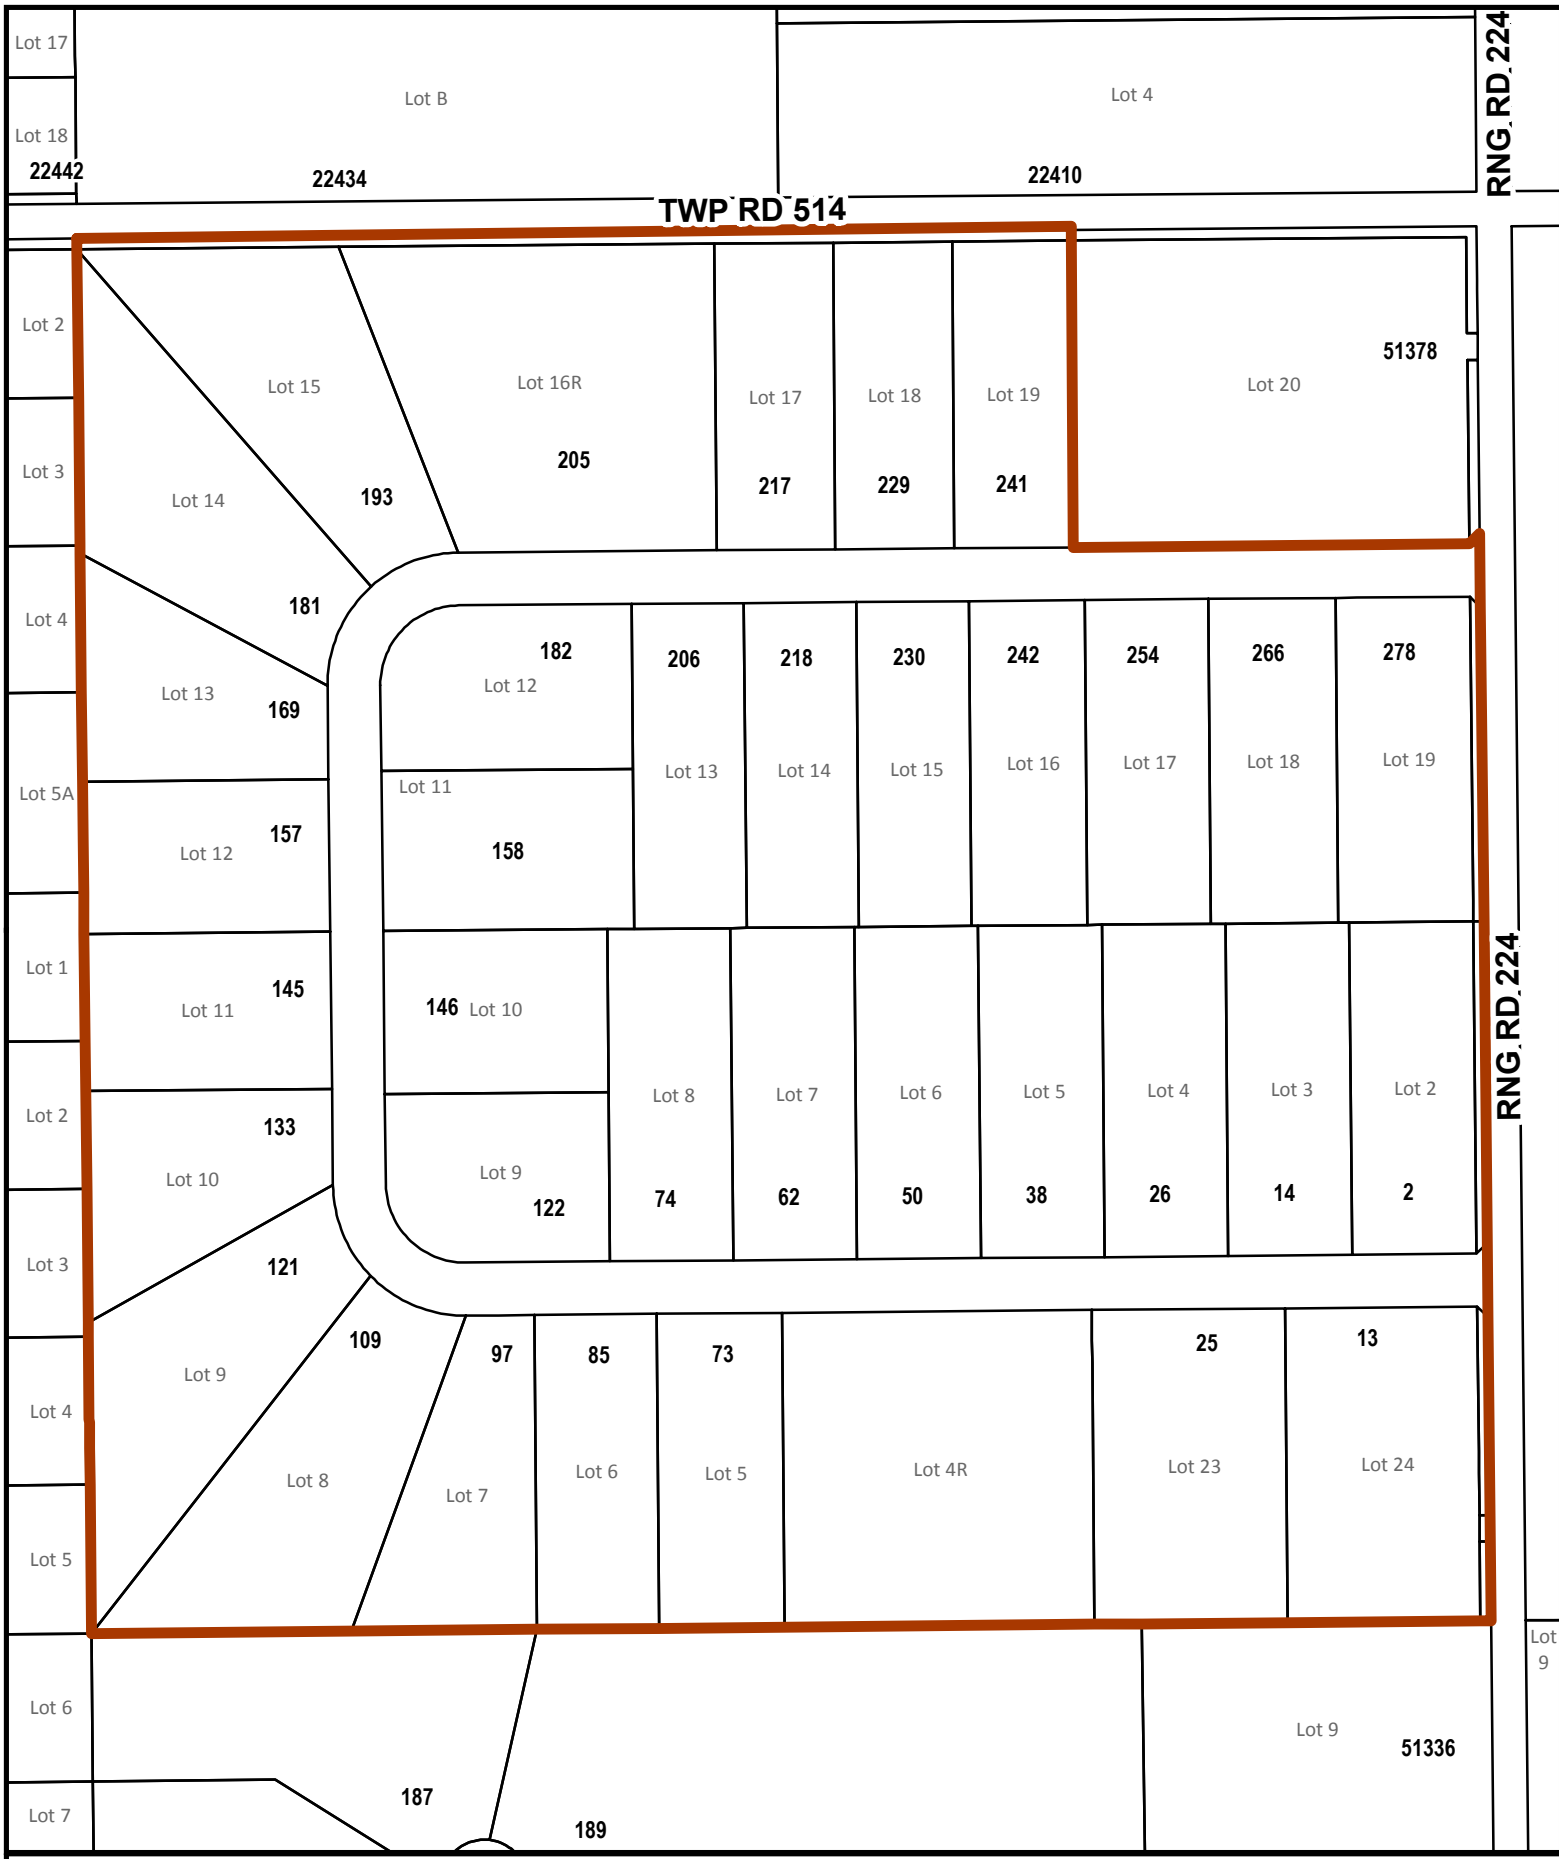 Lot 17
Lot B
Lot 4
RNG RD 224
Lot 18
22442
22434
22410
TWP RD 514
Lot 2
Lot 3
Lot 4
Lot 5A
Lot 1
Lot 2
Lot 3
Lot 4
Lot 5
Lot 6
Lot 7
Lot 15
193
Lot 16R
205
Lot 17
217
Lot 18
229
Lot 19
241
Lot 20
51378
Lot 14
181
Lot 13
169
Lot 12
157
Lot 11
145
Lot 10
133
Lot 9
121
Lot 8
109
182
Lot 12
Lot 11
158
206
Lot 13
218
Lot 14
230
Lot 15
242
Lot 16
254
Lot 17
266
Lot 18
278
Lot 19
146 Lot 10
Lot 9
122
Lot 8
74
Lot 7
62
Lot 6
50
Lot 5
38
Lot 4
26
Lot 3
14
Lot 2
2
RNG RD 224
97
Lot 7
85
Lot 6
73
Lot 5
Lot 4R
25
Lot 23
13
Lot 24
187
189
Lot 9
51336
Lot
9